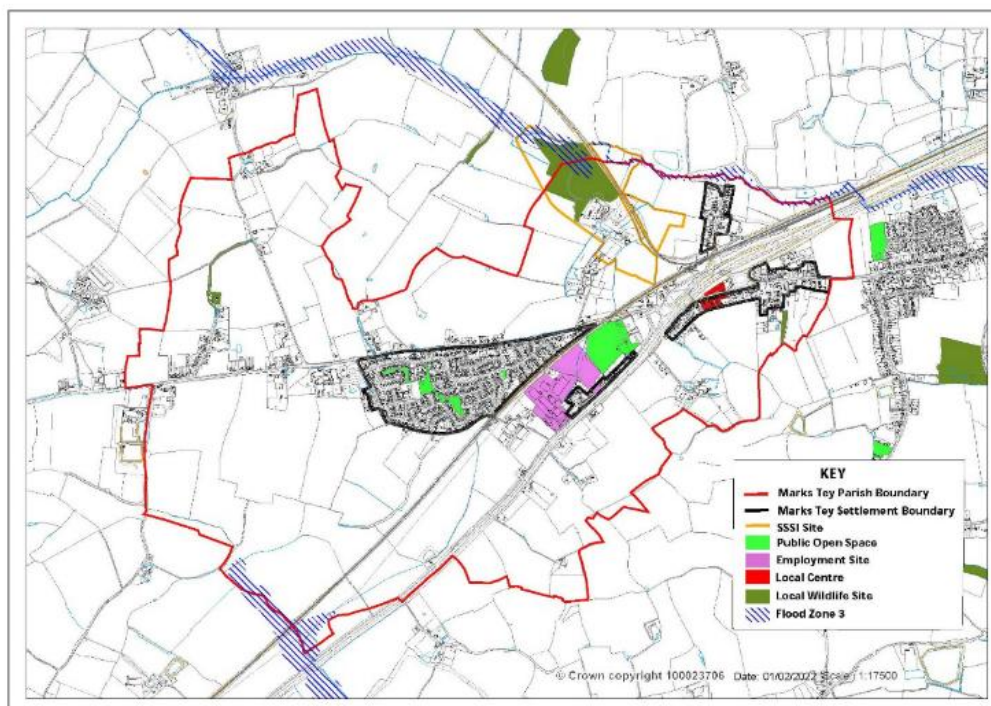 KEY
Marks Tey Parish Boundary
Marks Tey Settlement Boundary
SSSI Site
Public Open Space
Employment Site
Local Centre
Local Wildlife Site
Flood Zone 3
© Crown copyright 100023706 Date: 01/02/2022 Scale: 1:17500